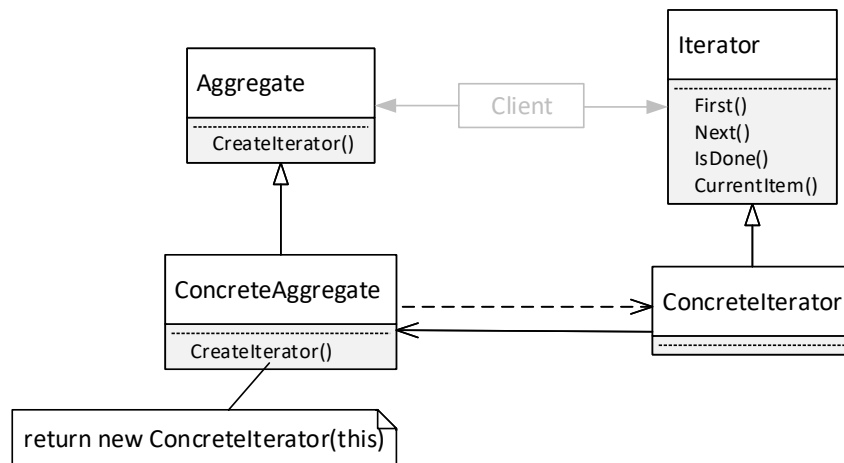 Aggregate
CreateIterator()
Client
Iterator
First()
Next()
IsDone()
CurrentItem()
ConcreteAggregate
CreateIterator()
ConcreteIterator
return new ConcreteIterator(this)